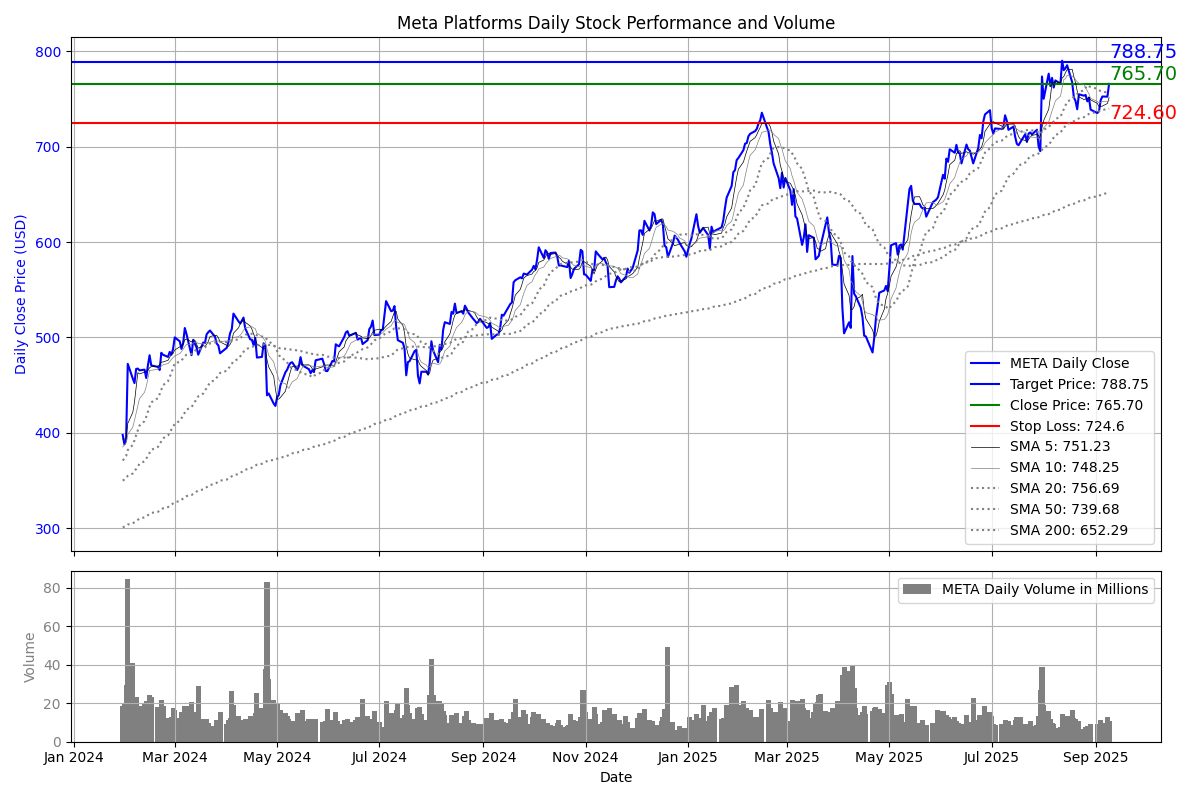 Meta Platforms Daily Stock Performance and Volume
800
700
600
500
400
300
Daily Close Price (USD)
788.75
765.70
724.60
META Daily Close
Target Price: 788.75
Close Price: 765.70
Stop Loss: 724.6
SMA 5: 751.23
SMA 10: 748.25
SMA 20: 756.69
SMA 50: 739.68
SMA 200: 652.29
80
60
40
20
0
Volume
META Daily Volume in Millions
Jan 2024 Mar 2024 May 2024 Jul 2024 Sep 2024 Nov 2024 Jan 2025 Mar 2025 May 2025 Jul 2025 Sep 2025
Date